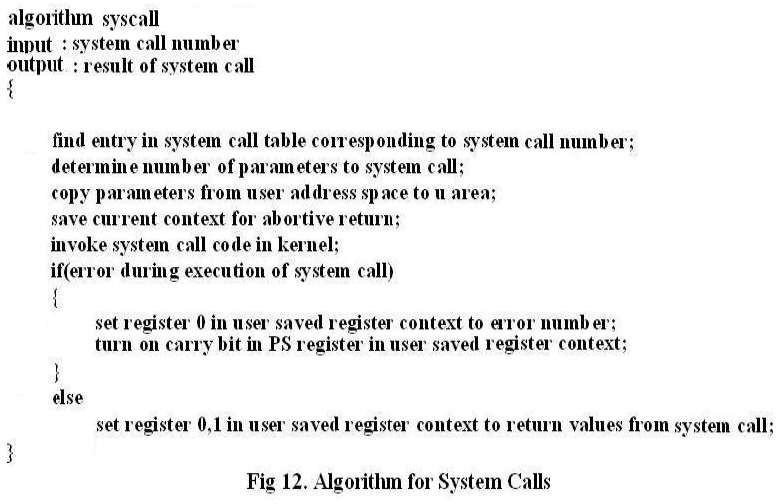 algorithm syscall
input : system call number
output : result of system call
{
find entry in system call table corresponding to system call number;
determine number of parameters to system call;
copy parameters from user address space to u area;
save current context for abortive return;
invoke system call code in kernel;
if(error during execution of system call)
{
set register 0 in user saved register context to error number;
turn on carry bit in PS register in user saved register context;
}
else
set register 0,1 in user saved register context to return values from system call;
}
Fig 12. Algorithm for System Calls